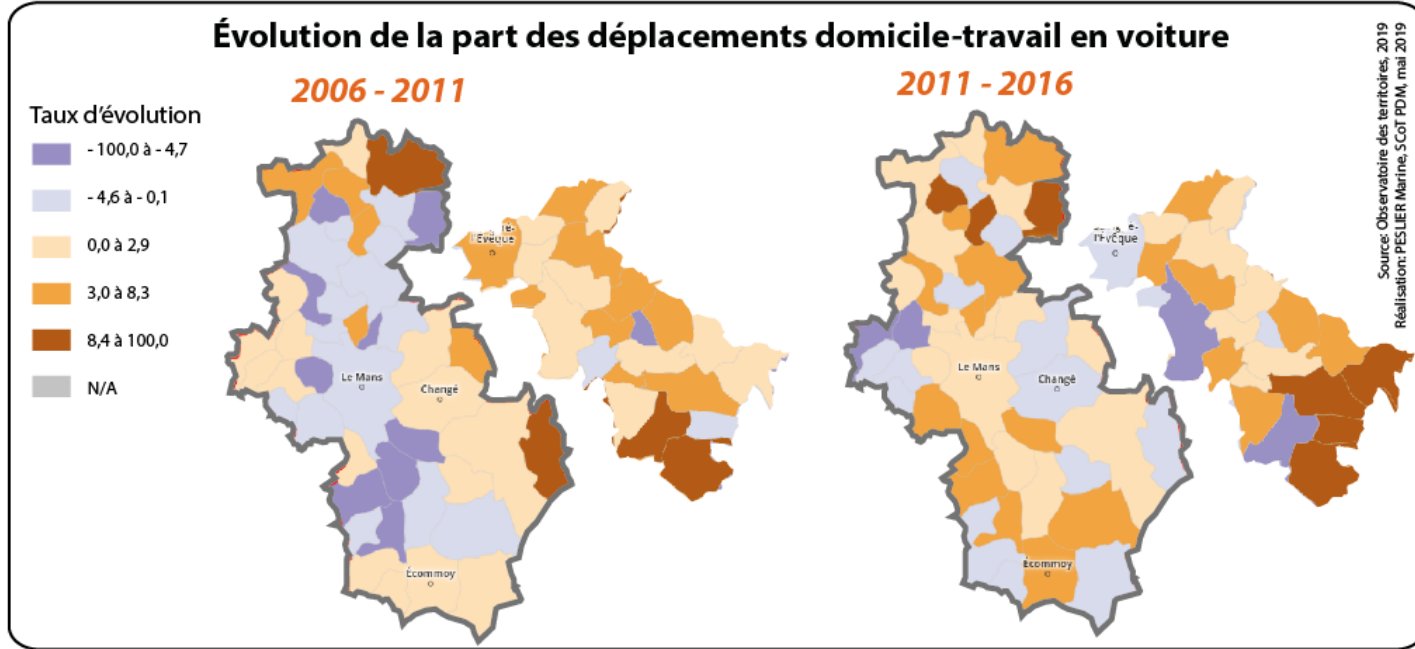 Évolution de la part des déplacements domicile-travail en voiture
2006 - 2011
2011 - 2016
Taux d'évolution
- 100,0 à - 4,7
- 4,6 à - 0,1
0,0 à 2,9
3,0 à 8,3
8,4 à 100,0
N/A
l'Évêque
Le Mans
Changé
Écommoy
l'Évêque
Le Mans
Changé
Écommoy
Source: Observatoire des territoires, 2019
Réalisation: PESLIER Marine, SCoT PDM, mai 2019